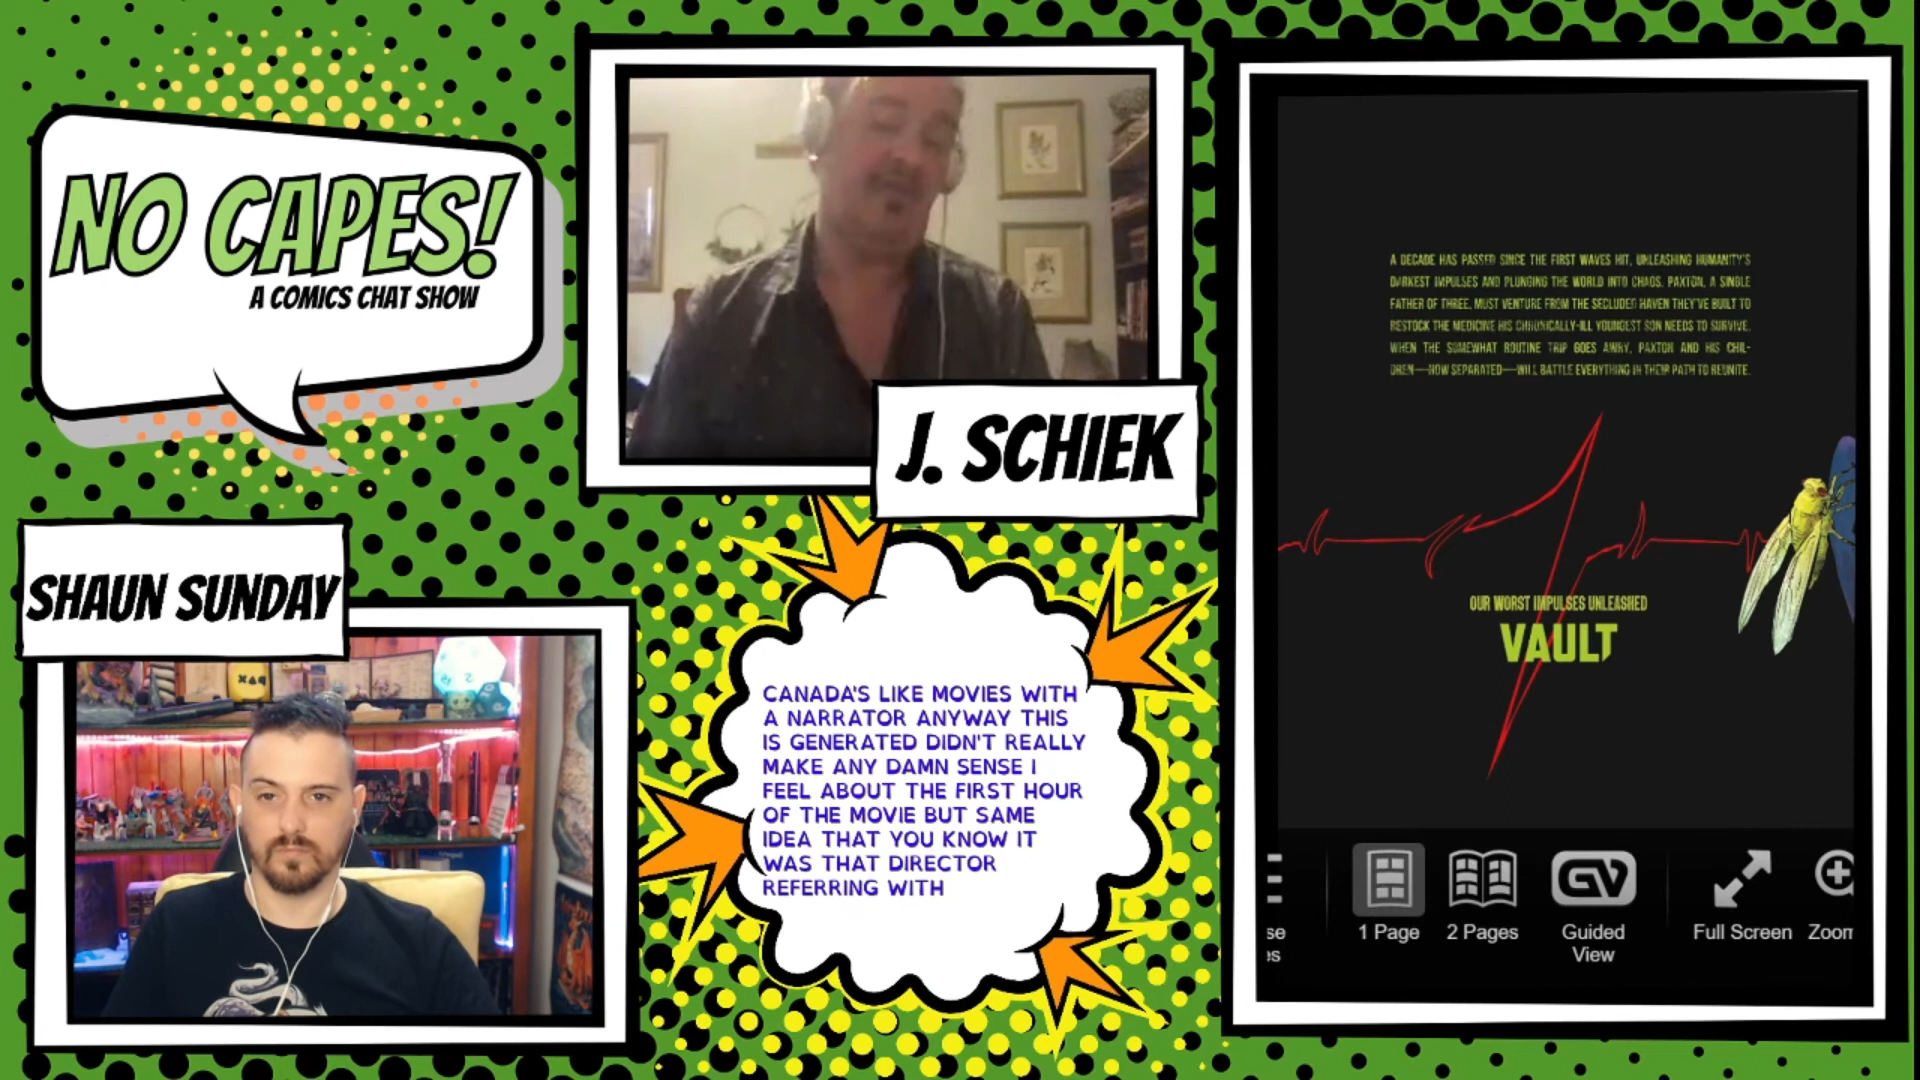 NO CAPES!
A COMICS CHAT SHOW
J. SCHIEK
SHAUN SUNDAY
CANADA'S LIKE MOVIES WITH
A NARRATOR ANYWAY THIS
IS GENERATED DIDN'T REALLY
MAKE ANY DAMN SENSE I
FEEL ABOUT THE FIRST HOUR
OF THE MOVIE BUT SAME
IDEA THAT YOU KNOW IT
WAS THAT DIRECTOR
REFERRING WITH
A DECADE HAS PASSED SINCE THE FIRST WAVES HIT, UNLEASHING HUMANITY'S
DARKEST IMPULSES AND PLUNGING THE WORLD INTO CHAOS. PAXTON, A SINGLE
FATHER OF THREE, MUST VENTURE FROM THE SECLUDED HAVEN THEY'VE BUILT TO
RESTOCK THE MEDICINE HIS CHRONICALLY-ILL YOUNGEST SON NEEDS TO SURVIVE.
WHEN THE SOMEWHAT ROUTINE TRIP GOES AWRY, PAXTON AND HIS CHIL-
DREN—NOW SEPARATED—WILL BATTLE EVERYTHING IN THEIR PATH TO REUNITE.
OUR WORST IMPULSES UNLEASHED
VAULT
se
es
1 Page
2 Pages
GV
Guided
View
Full Screen
Zoom